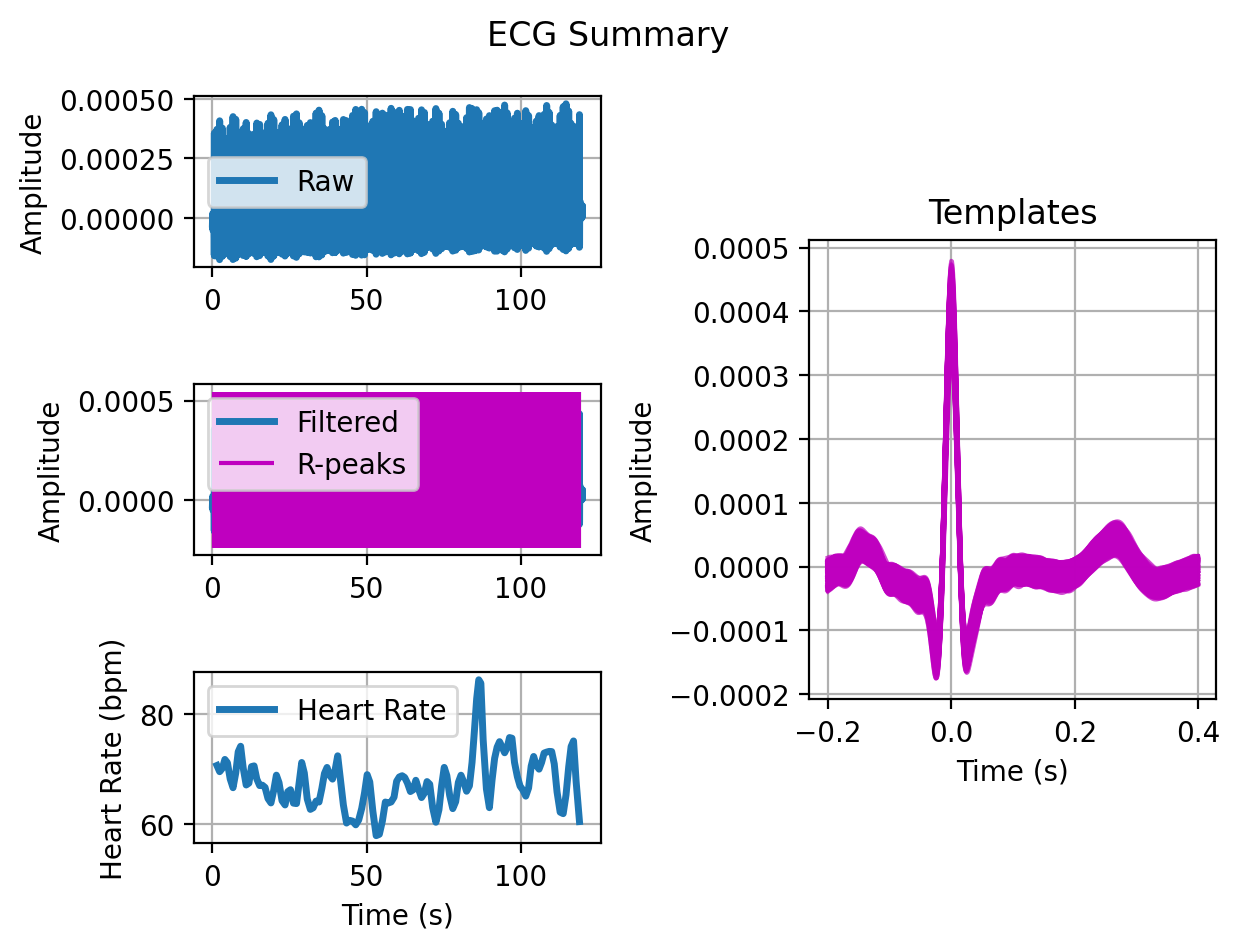 ECG Summary
Amplitude
0.00050
0.00025
0.00000
Raw
0 50 100
Amplitude
0.0005
0.0000
Filtered
R-peaks
0 50 100
Heart Rate (bpm)
80
60
Heart Rate
0 50 100
Time (s)
Templates
Amplitude
0.0005
0.0004
0.0003
0.0002
0.0001
0.0000
−0.0001
−0.0002
−0.2 0.0 0.2 0.4
Time (s)